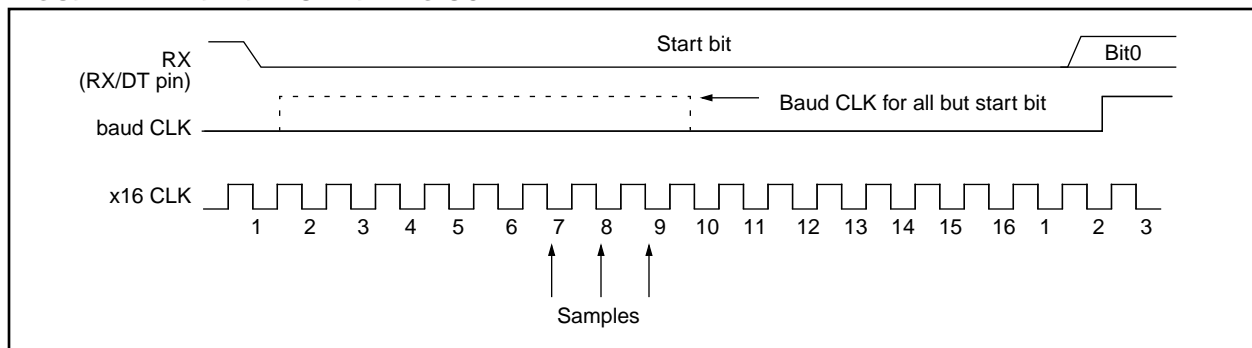 Start bit
RX
(RX/DT pin)
Bit0
Baud CLK for all but start bit
baud CLK
x16 CLK
1 2 3 4 5 6 7 8 9 10 11 12 13 14 15 16 1 2 3
Samples